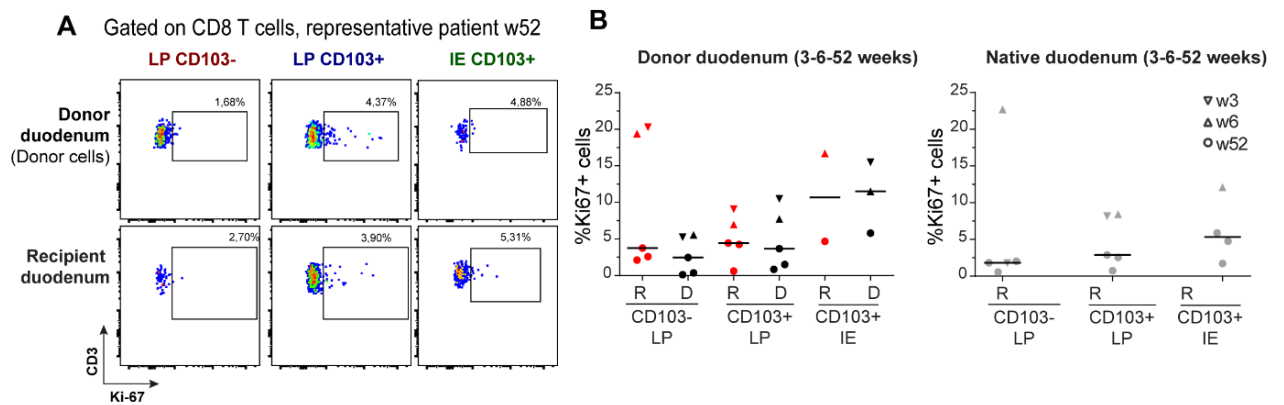 A
Gated on CD8 T cells, representative patient w52
LP CD103-
LP CD103+
IE CD103+
Donor
duodenum
(Donor cells)
1,68%
4,37%
4,88%
Recipient
duodenum
2,70%
3,90%
5,31%
CD3
Ki-67
B
Donor duodenum (3-6-52 weeks)
%Ki67+ cells
25
20
15
10
5
0
R
D
R
D
R
D
CD103-
LP
CD103+
LP
CD103+
IE
Native duodenum (3-6-52 weeks)
%Ki67+ cells
25
20
15
10
5
0
w3
w6
w52
R
R
R
CD103-
LP
CD103+
LP
CD103+
IE